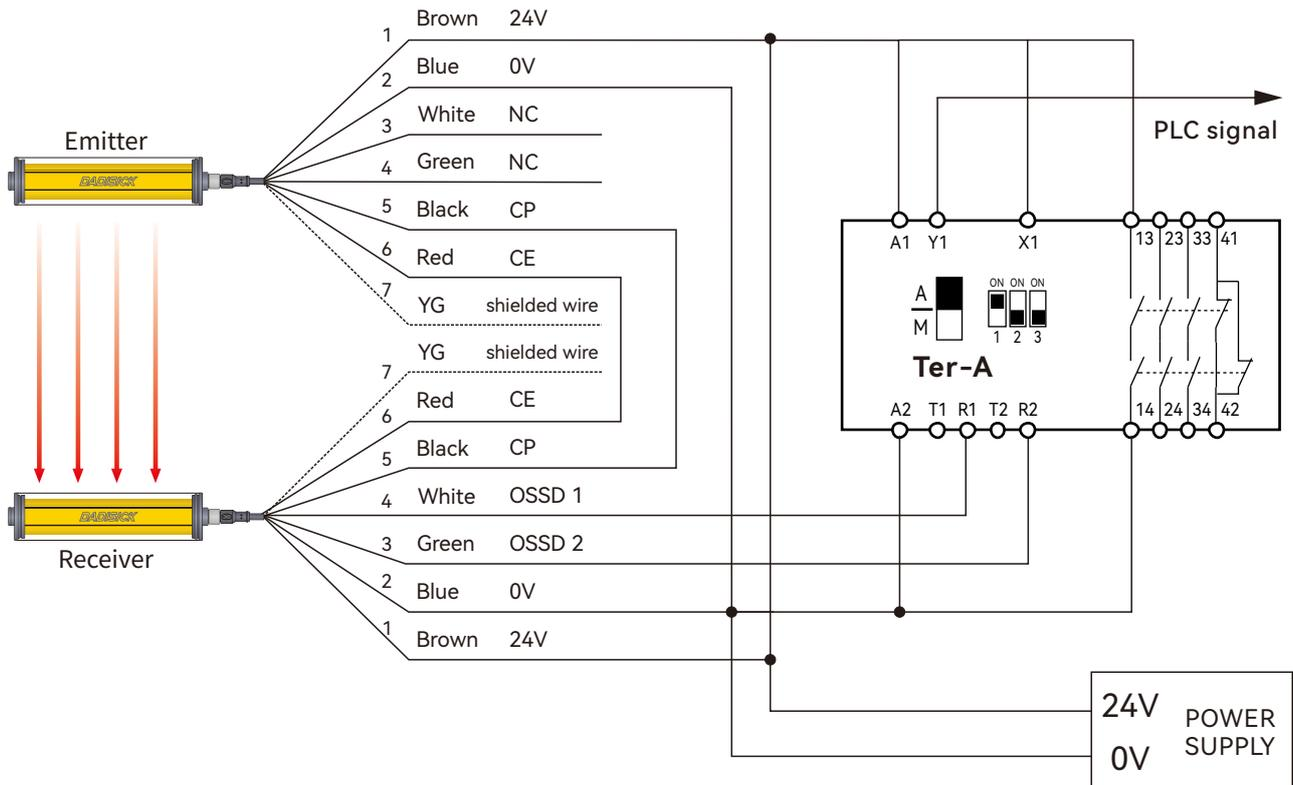 Brown 24V
1
Blue 0V
2
White NC
3
Green NC
4
Black CP
5
Red CE
6
YG shielded wire
7
Emitter
DADISICK
YG shielded wire
7
Red CE
6
Black CP
5
White OSSD 1
4
Green OSSD 2
3
Blue 0V
2
Brown 24V
1
DADISICK
Receiver
PLC signal
A1 Y1 X1 13 23 33 41
A
M
ON ON ON
1 2 3
Ter-A
A2 T1 R1 T2 R2 14 24 34 42
24V
0V
POWER
SUPPLY